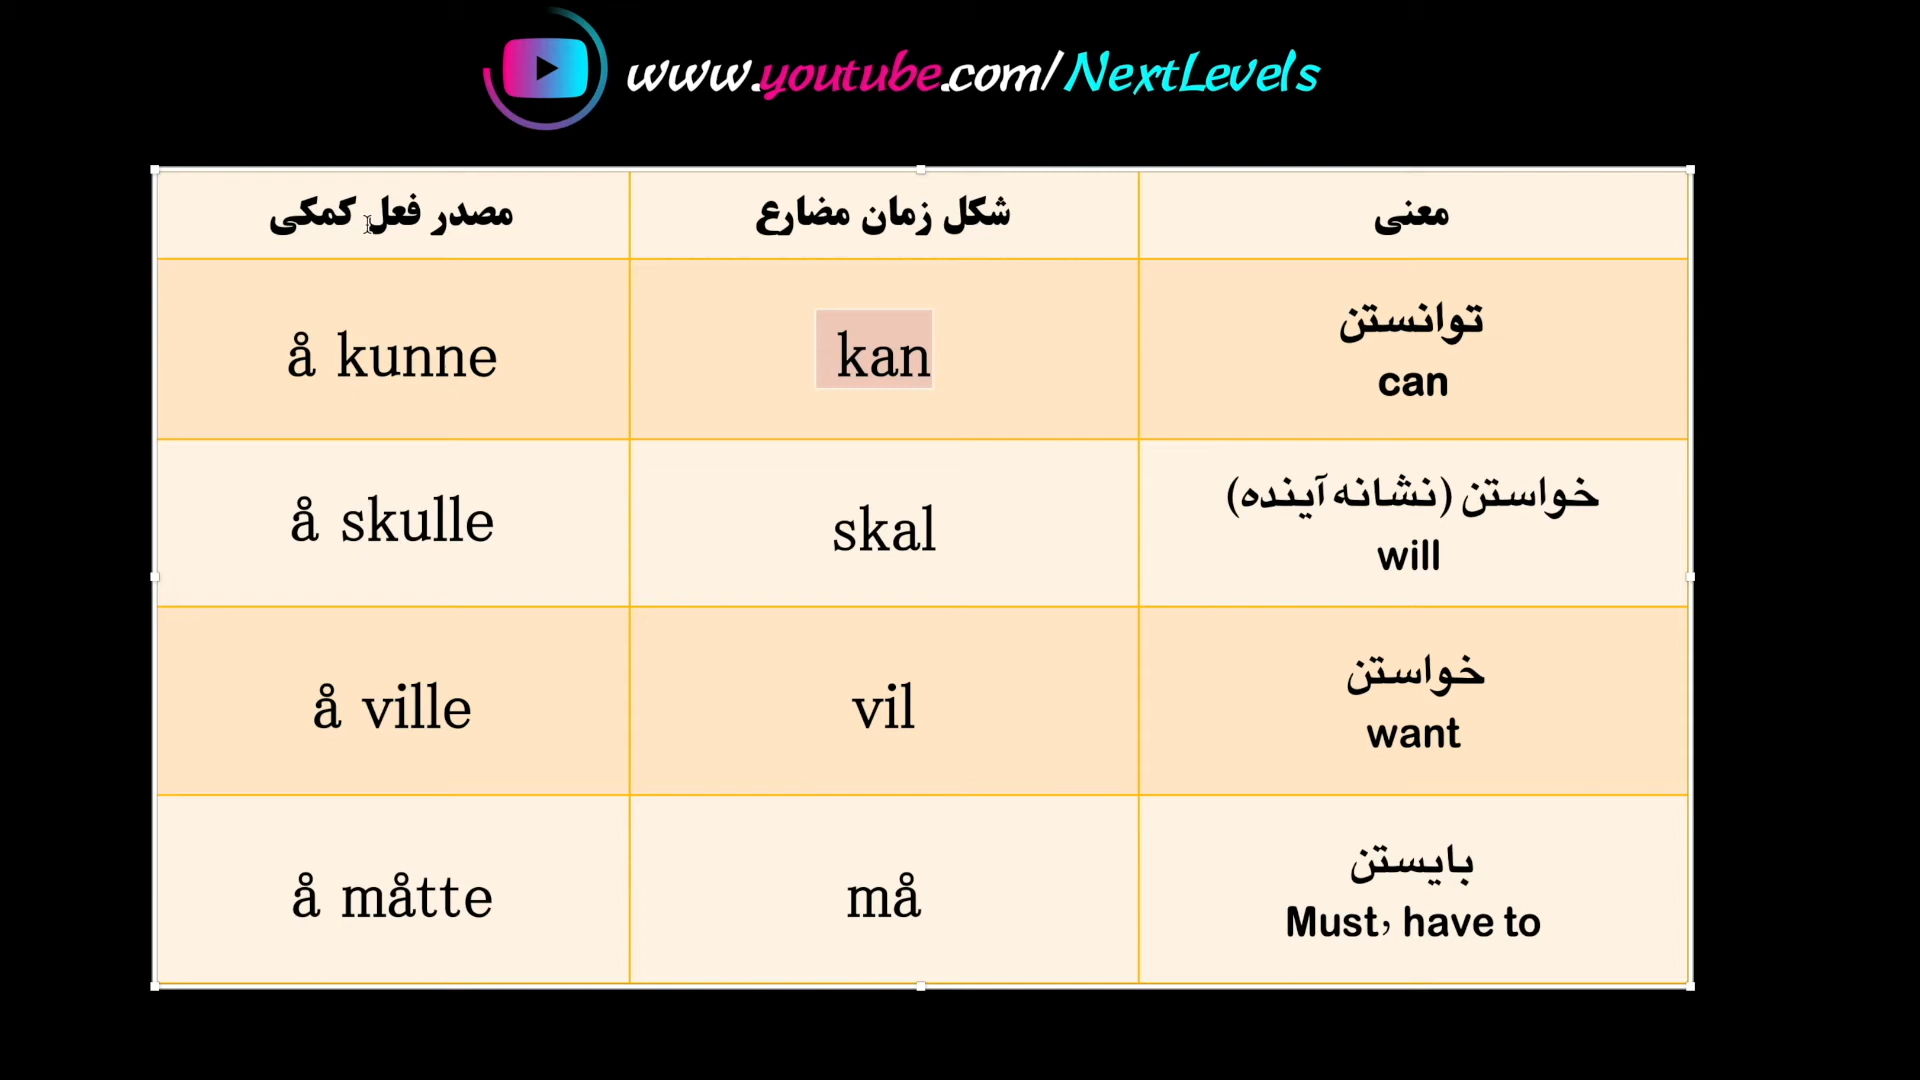 www.youtube.com/NextLevels
مصدر فعل کمکی
شکل زمان مضارع
معنی
å kunne
kan
توانستن
can
å skulle
skal
خواستن (نشانه آینده)
will
å ville
vil
خواستن
want
å måtte
må
بایستن
Must، have to